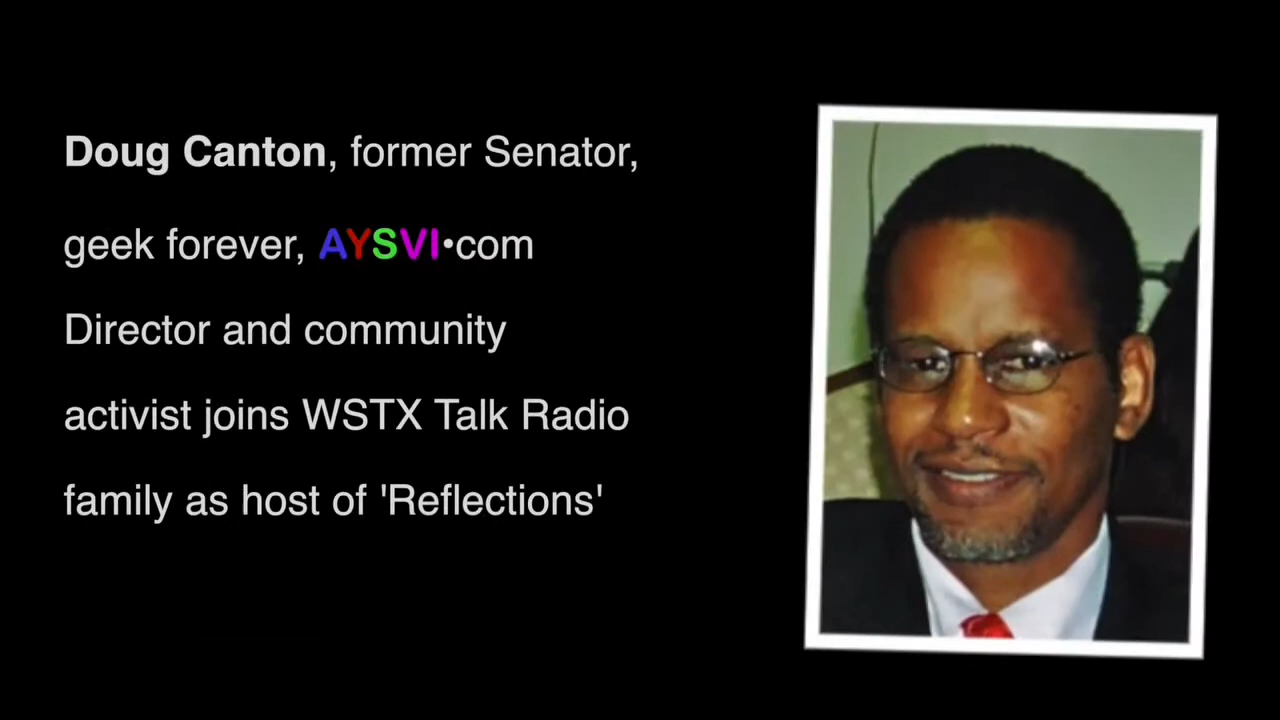 Doug Canton, former Senator,
geek forever, AYSVI•com
Director and community
activist joins WSTX Talk Radio
family as host of 'Reflections'